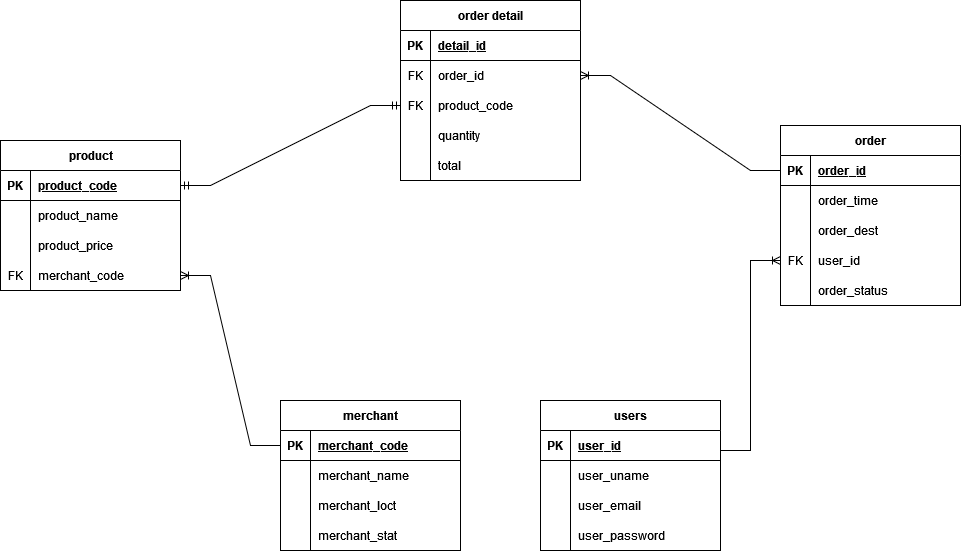 order detail
PK detail_id
FK order_id
FK product_code
quantity
total
product
PK product_code
product_name
product_price
FK merchant_code
order
PK order_id
order_time
order_dest
FK user_id
order_status
merchant
PK merchant_code
merchant_name
merchant_loct
merchant_stat
users
PK user_id
user_uname
user_email
user_password